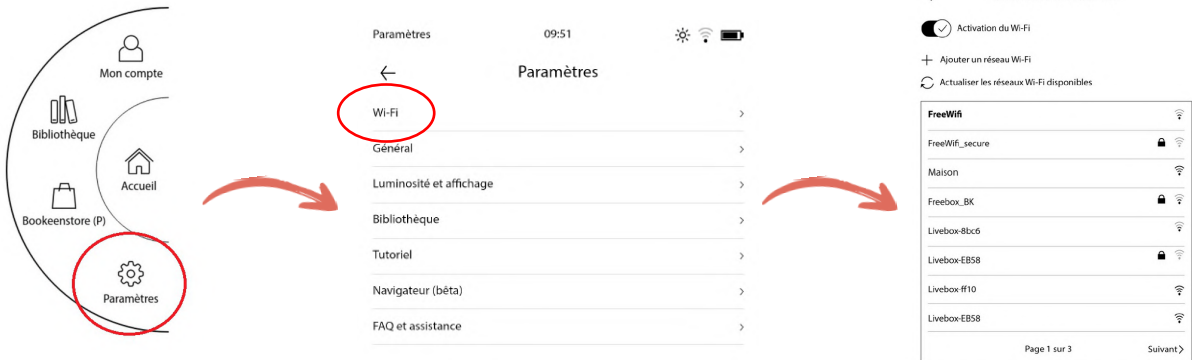 Mon compte
Bibliothèque
Accueil
Bookeenstore (P)
Paramètres
Paramètres 09:51
Paramètres
Wi-Fi
Général
Luminosité et affichage
Bibliothèque
Tutoriel
Navigateur (bêta)
FAQ et assistance
Activation du Wi-Fi
Ajouter un réseau Wi-Fi
Actualiser les réseaux Wi-Fi disponibles
FreeWifi
FreeWifi_secure
Maison
Freebox_BK
Livebox-8bc6
Livebox-EB58
Livebox-ff10
Livebox-EB58
Page 1 sur 3 Suivant